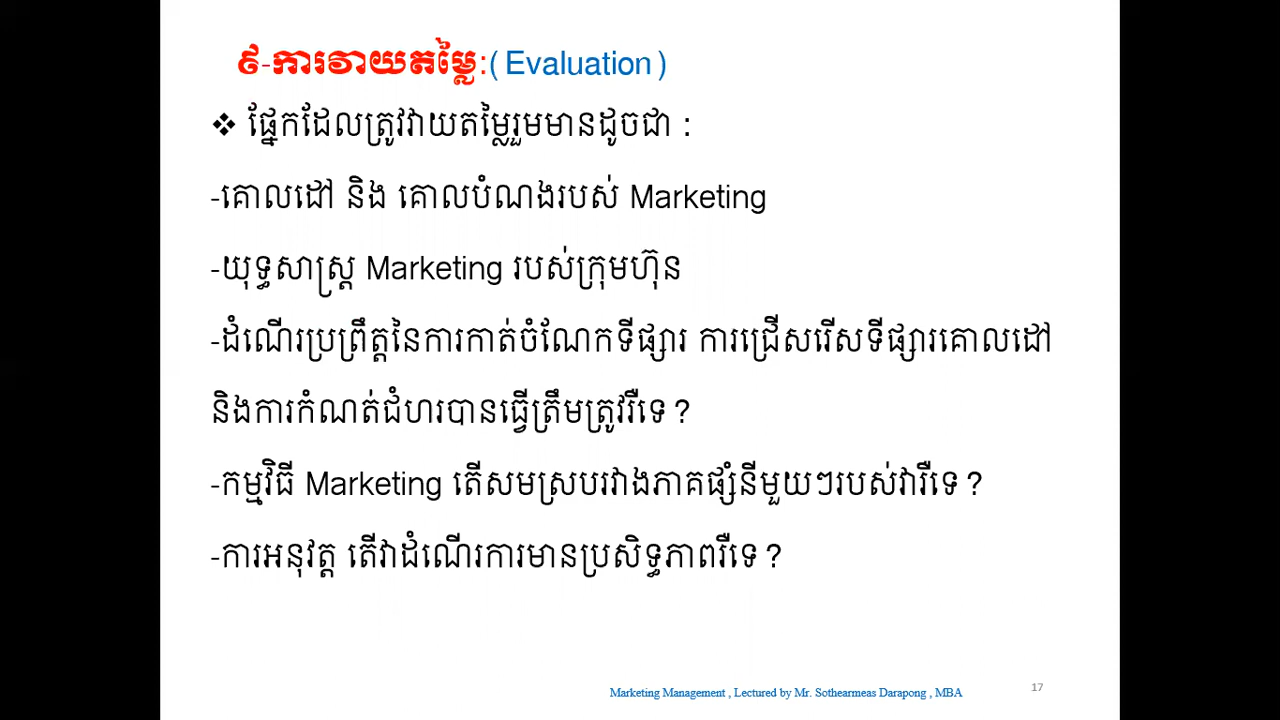 ៩-ការវាយតម្លៃ:( Evaluation )
❖ ផ្នែកដែលត្រូវវាយតម្លៃរួមមានដូចជា :
-គោលដៅ និង គោលបំណងរបស់ Marketing
-យុទ្ធសាស្ត្រ Marketing របស់ក្រុមហ៊ុន
-ដំណើរប្រព្រឹត្តនៃការកាត់ចំណែកទីផ្សារ ការជ្រើសរើសទីផ្សារគោលដៅ
និងការកំណត់ជំហរបានធ្វើត្រឹមត្រូវរឺទេ ?
-កម្មវិធី Marketing តើសមស្របរវាងភាគផ្សំនីមួយៗរបស់វារឺទេ ?
-ការអនុវត្ត តើវាដំណើរការមានប្រសិទ្ធភាពរឺទេ ?
Marketing Management , Lectured by Mr. Sothearmeas Darapong , MBA
17